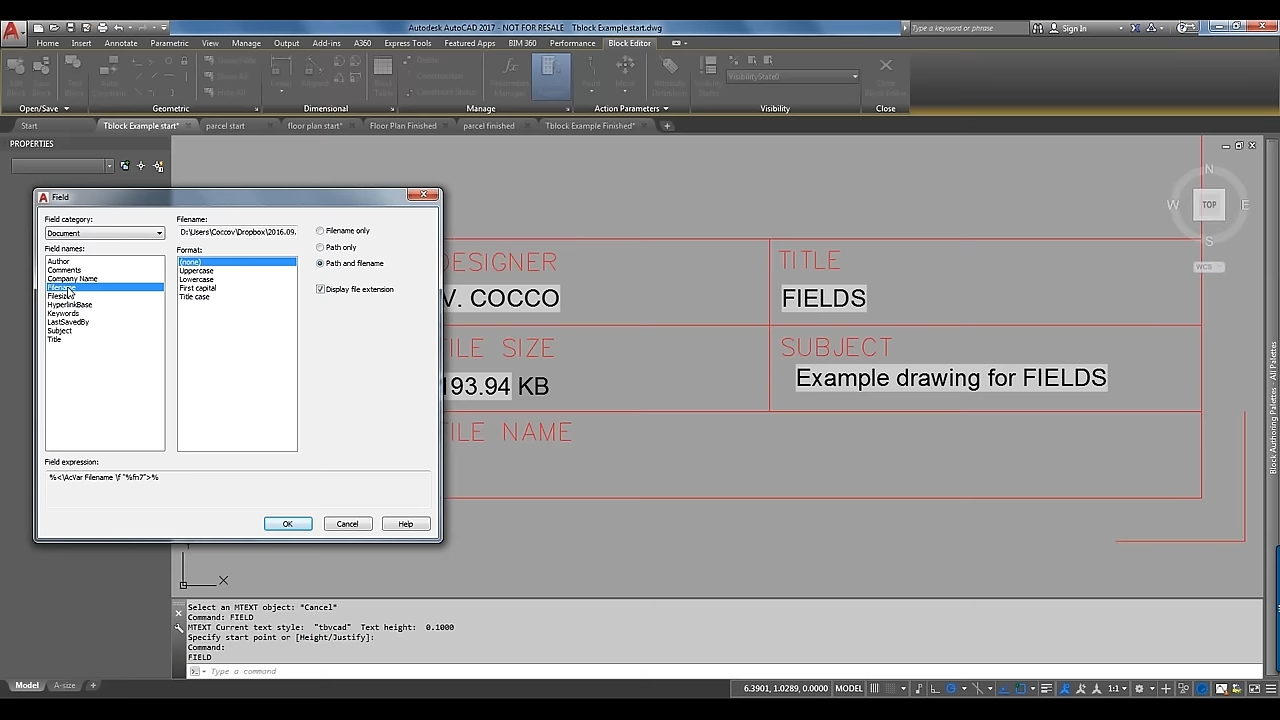 Autodesk AutoCAD 2017 - NOT FOR RESALE Tblock Example start.dwg
Type a keyword or phrase
Sign In
Home Insert Annotate Parametric View Manage Output Add-ins A360 Express Tools Featured Apps BIM 360 Performance Block Editor
VisibilityState0
Open/Save Geometric Dimensional Manage Action Parameters Visibility Close
Start Tblock Example start* parcel start floor plan start* Floor Plan Finished parcel finished Tblock Example Finished*
PROPERTIES
Field
Field category:
Document
Field names:
Author
Comments
Company Name
Filename
Filesize
HyperlinkBase
Keywords
LastSavedBy
Subject
Title
Filename:
D:\Users\Coccov\Dropbox\2016.09.
Format:
(none)
Uppercase
Lowercase
First capital
Title case
Filename only
Path only
Path and filename
Display file extension
Field expression:
%<\AcVar Filename \f "%fn7">%
OK Cancel Help
DESIGNER
V. COCCO
TITLE
FIELDS
ILE SIZE
193.94 KB
SUBJECT
Example drawing for FIELDS
ILE NAME
N
W TOP E
S
WCS
Block Authoring Palettes - All Palettes
Y
X
Select an MTEXT object: *Cancel*
Command: FIELD
MTEXT Current text style: "tbvcad" Text height: 0.1000
Specify start point or [Height/Justify]:
Command:
FIELD
Type a command
Model A-size
6.3901, 1.0289, 0.0000 MODEL 1:1